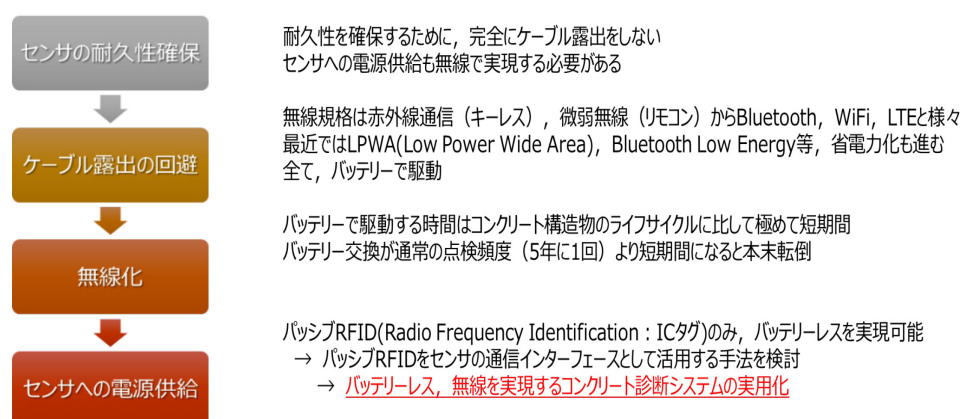 センサの耐久性確保
耐久性を確保するために，完全にケーブル露出をしない
センサへの電源供給も無線で実現する必要がある
ケーブル露出の回避
無線規格は赤外線通信（キーレス），微弱無線（リモコン）からBluetooth，WiFi，LTEと様々
最近ではLPWA(Low Power Wide Area)，Bluetooth Low Energy等，省電力化も進む
全て，バッテリーで駆動
無線化
バッテリーで駆動する時間はコンクリート構造物のライフサイクルに比して極めて短期間
バッテリー交換が通常の点検頻度（5年に1回）より短期間になると本末転倒
センサへの電源供給
パッシブRFID(Radio Frequency Identification：ICタグ)のみ，バッテリーレスを実現可能
→ パッシブRFIDをセンサの通信インターフェースとして活用する手法を検討
→ バッテリーレス，無線を実現するコンクリート診断システムの実用化